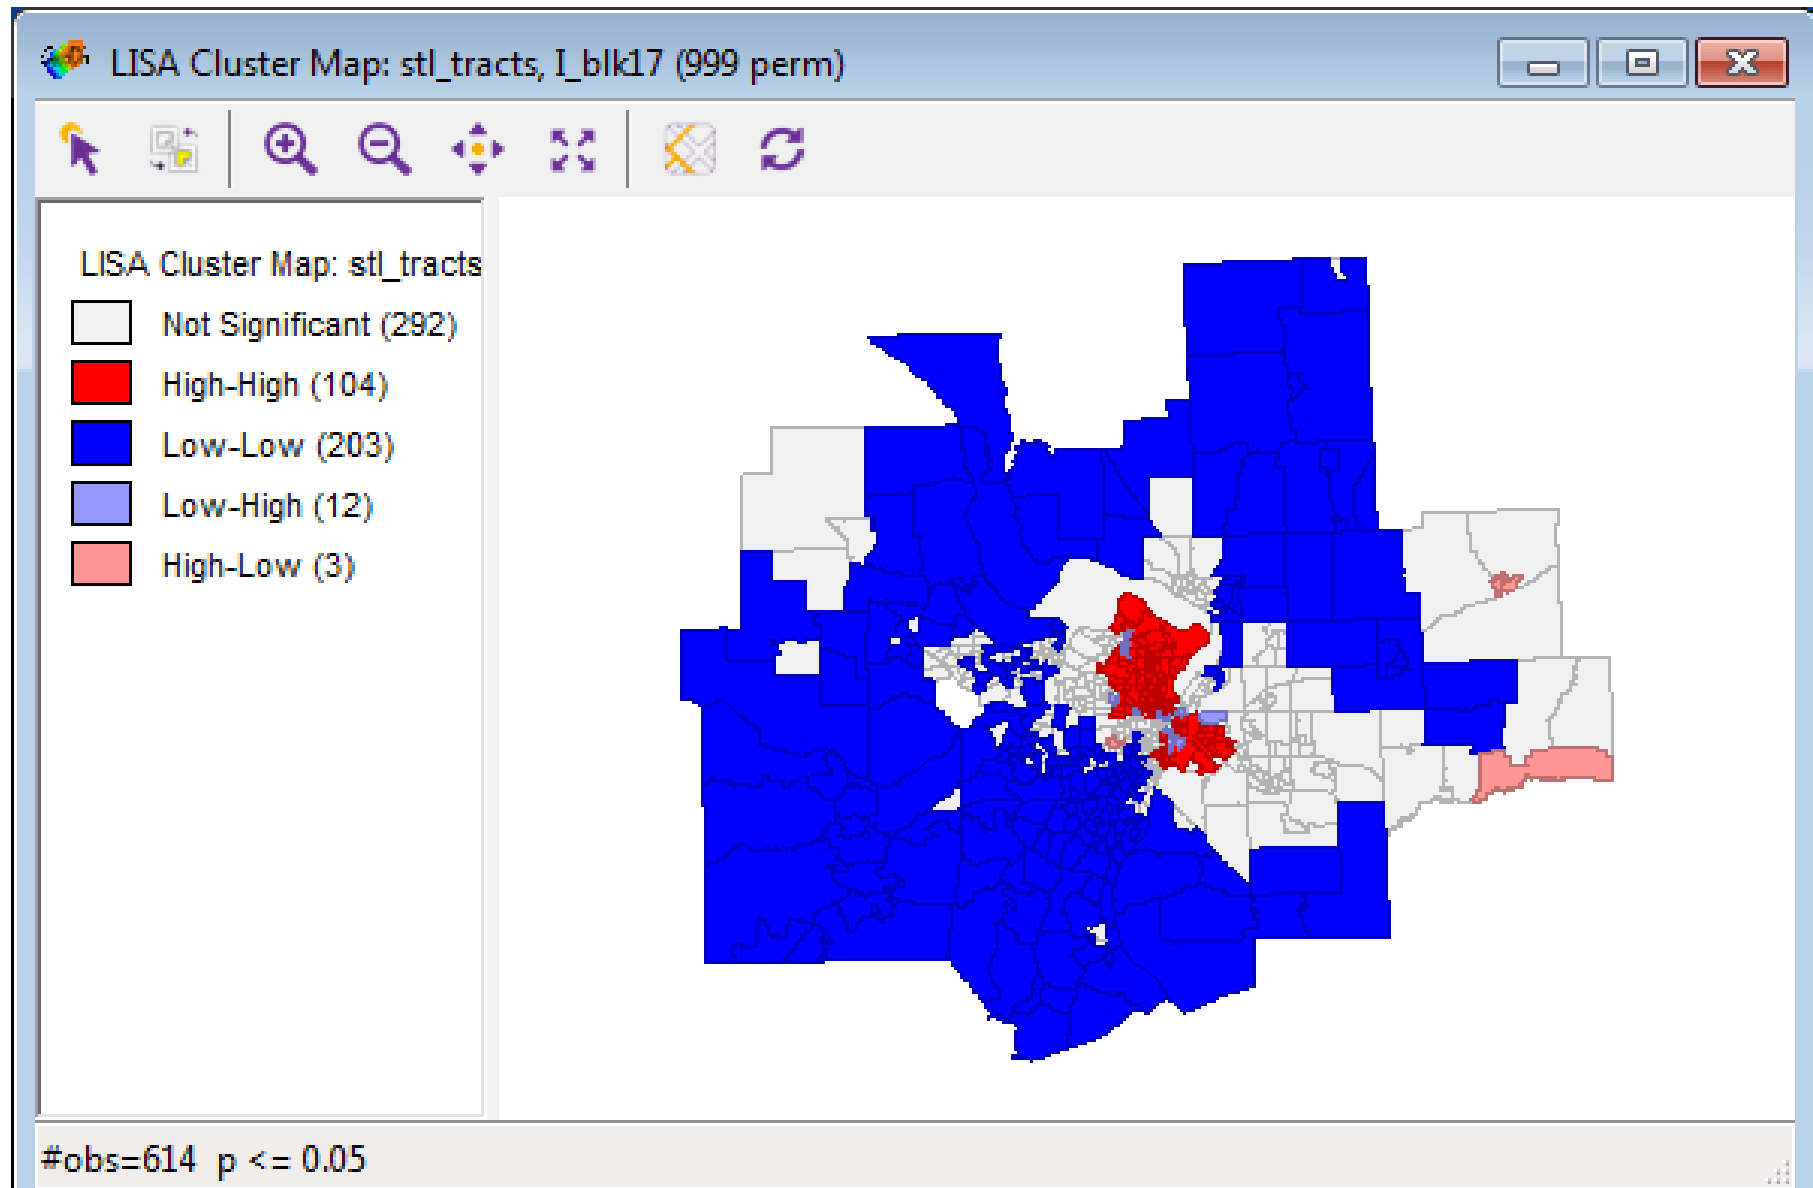 LISA Cluster Map: stl_tracts, I_blk17 (999 perm)
LISA Cluster Map: stl_tracts
Not Significant (292)
High-High (104)
Low-Low (203)
Low-High (12)
High-Low (3)
#obs=614 p <= 0.05